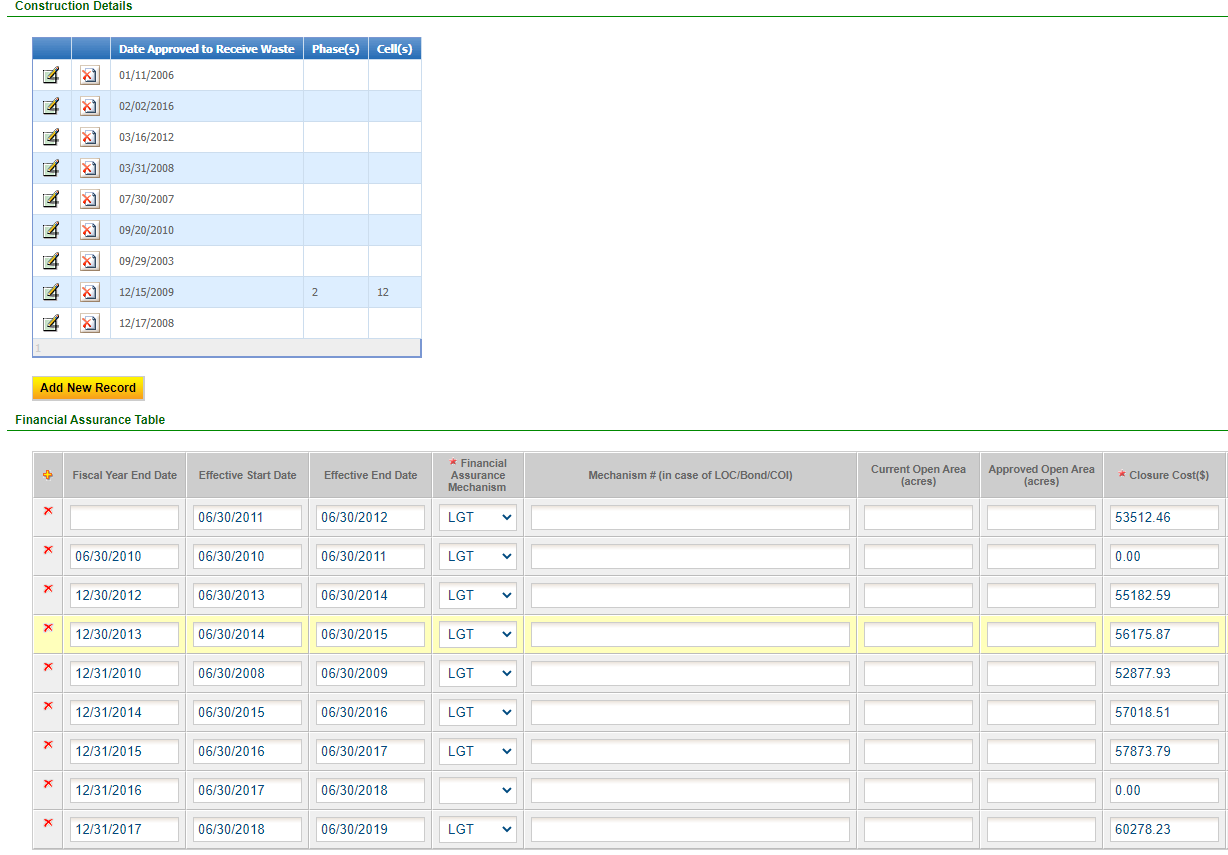 Construction Details
Date Approved to Receive Waste Phase(s) Cell(s)
01/11/2006
02/02/2016
03/16/2012
03/31/2008
07/30/2007
09/20/2010
09/29/2003
12/15/2009 2 12
12/17/2008
1
Add New Record
Financial Assurance Table
Fiscal Year End Date Effective Start Date Effective End Date * Financial Assurance Mechanism Mechanism # (in case of LOC/Bond/COI) Current Open Area (acres) Approved Open Area (acres) * Closure Cost($)
06/30/2011 06/30/2012 LGT 53512.46
06/30/2010 06/30/2010 06/30/2011 LGT 0.00
12/30/2012 06/30/2013 06/30/2014 LGT 55182.59
12/30/2013 06/30/2014 06/30/2015 LGT 56175.87
12/31/2010 06/30/2008 06/30/2009 LGT 52877.93
12/31/2014 06/30/2015 06/30/2016 LGT 57018.51
12/31/2015 06/30/2016 06/30/2017 LGT 57873.79
12/31/2016 06/30/2017 06/30/2018 0.00
12/31/2017 06/30/2018 06/30/2019 LGT 60278.23